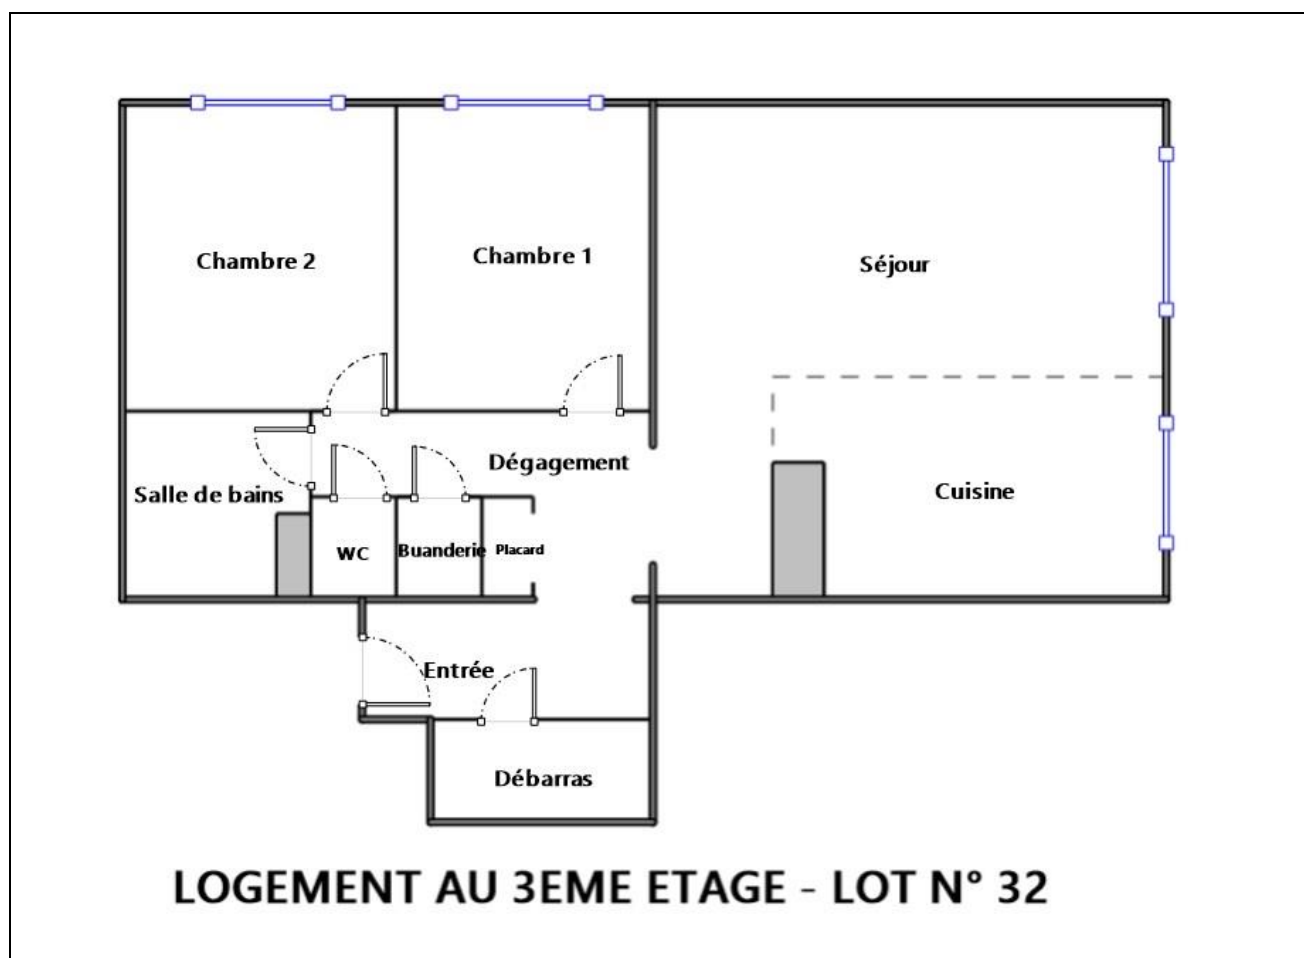 Chambre 2
Chambre 1
Séjour
Dégagement
Salle de bains
Cuisine
WC
Buanderie
Placard
Entrée
Débarras
LOGEMENT AU 3EME ETAGE - LOT N° 32